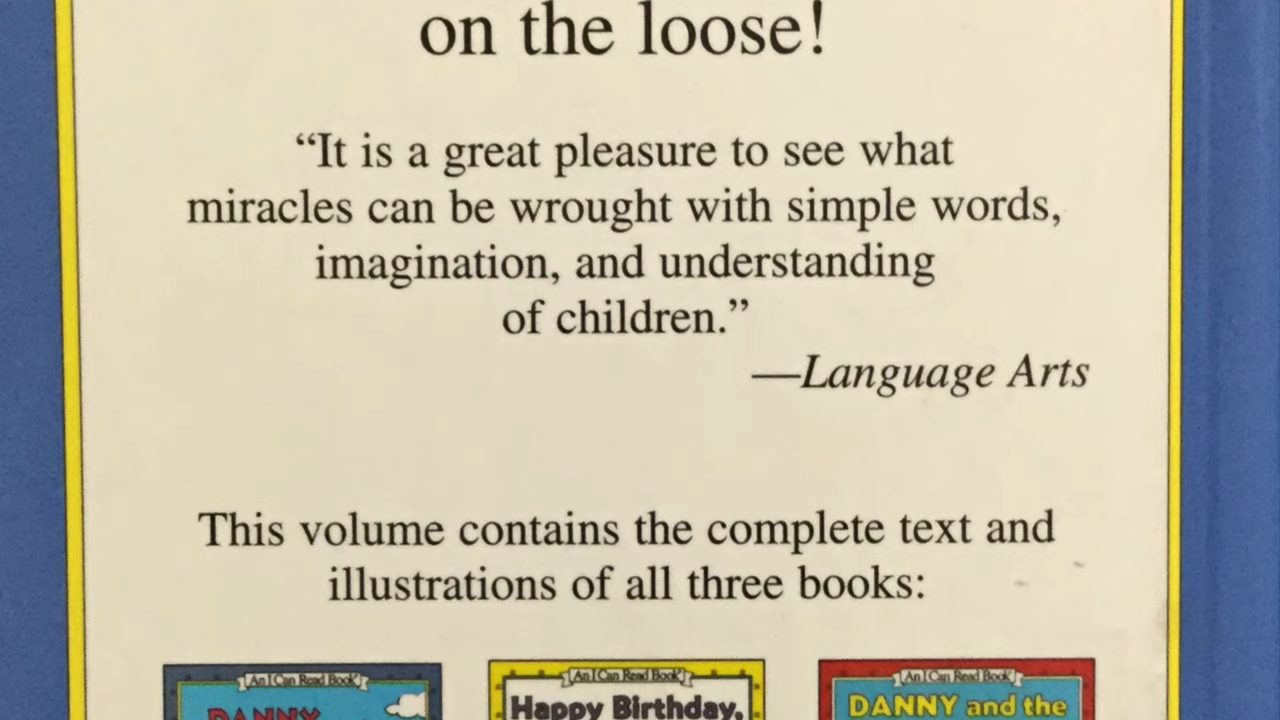 on the loose!
“It is a great pleasure to see what
miracles can be wrought with simple words,
imagination, and understanding
of children.”
—Language Arts
This volume contains the complete text and
illustrations of all three books:
An I Can Read Book
DANNY
An I Can Read Book
Happy Birthday,
An I Can Read Book
DANNY and the